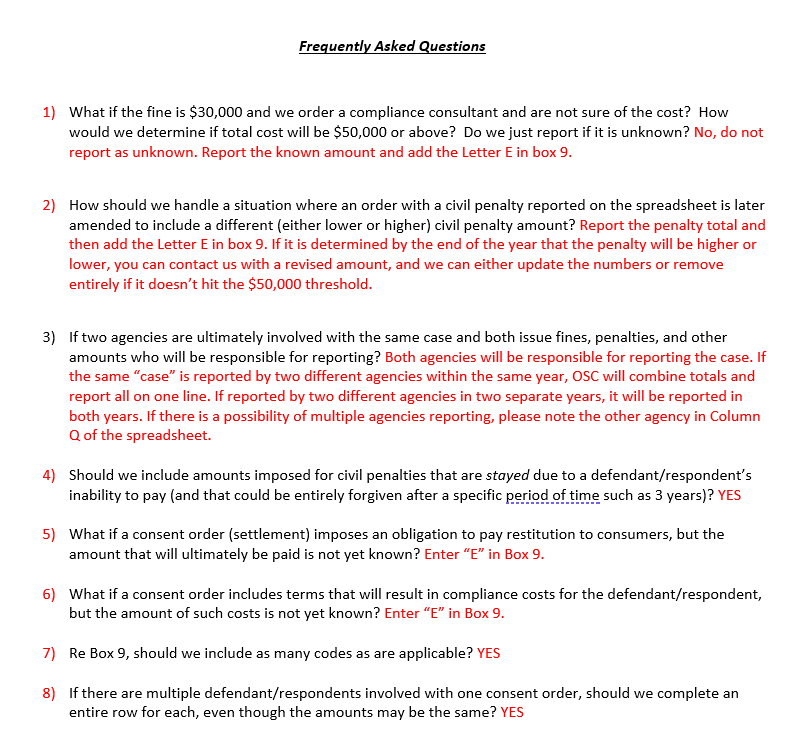 Frequently Asked Questions
1) What if the fine is $30,000 and we order a compliance consultant and are not sure of the cost?  How
would we determine if total cost will be $50,000 or above?  Do we just report if it is unknown? No, do not
report as unknown. Report the known amount and add the Letter E in box 9.
2) How should we handle a situation where an order with a civil penalty reported on the spreadsheet is later
amended to include a different (either lower or higher) civil penalty amount? Report the penalty total and
then add the Letter E in box 9. If it is determined by the end of the year that the penalty will be higher or
lower, you can contact us with a revised amount, and we can either update the numbers or remove
entirely if it doesn’t hit the $50,000 threshold.
3) If two agencies are ultimately involved with the same case and both issue fines, penalties, and other
amounts who will be responsible for reporting? Both agencies will be responsible for reporting the case. If
the same “case” is reported by two different agencies within the same year, OSC will combine totals and
report all on one line. If reported by two different agencies in two separate years, it will be reported in
both years. If there is a possibility of multiple agencies reporting, please note the other agency in Column
Q of the spreadsheet.
4) Should we include amounts imposed for civil penalties that are stayed due to a defendant/respondent’s
inability to pay (and that could be entirely forgiven after a specific period of time such as 3 years)? YES
5) What if a consent order (settlement) imposes an obligation to pay restitution to consumers, but the
amount that will ultimately be paid is not yet known? Enter “E” in Box 9.
6) What if a consent order includes terms that will result in compliance costs for the defendant/respondent,
but the amount of such costs is not yet known? Enter “E” in Box 9.
7) Re Box 9, should we include as many codes as are applicable? YES
8) If there are multiple defendant/respondents involved with one consent order, should we complete an
entire row for each, even though the amounts may be the same? YES